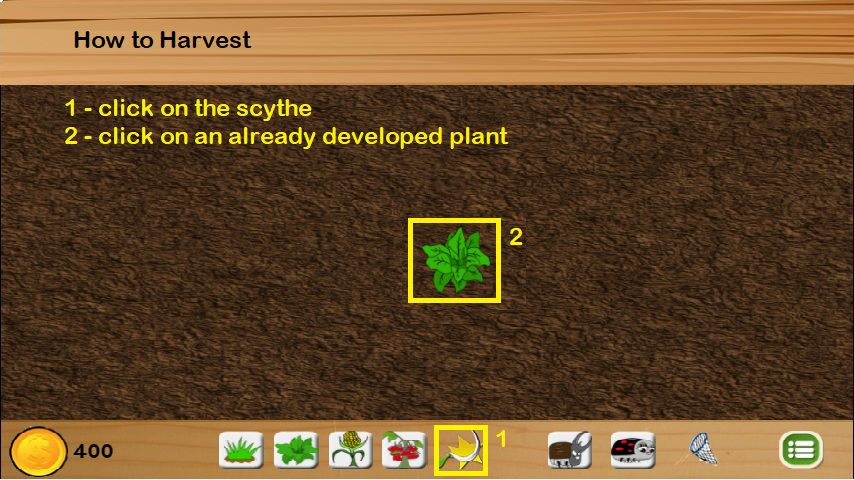 How to Harvest
1 - click on the scythe
2 - click on an already developed plant
2
400
1